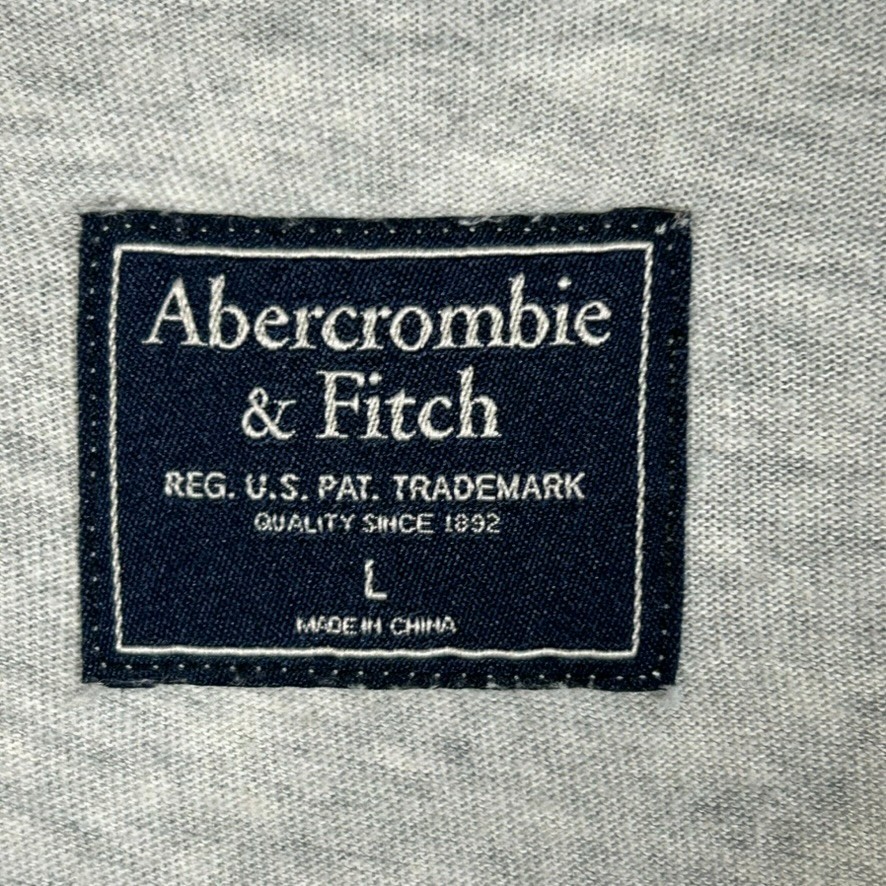 Abercrombie
& Fitch
REG. U.S. PAT. TRADEMARK
QUALITY SINCE 1892
L
MADE IN CHINA